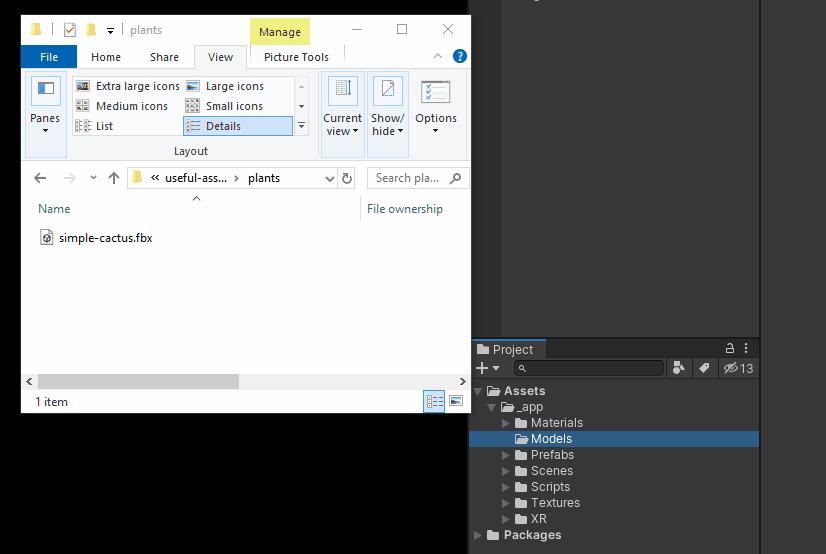 plants
Manage
File Home Share View Picture Tools
Extra large icons Large icons
Medium icons Small icons
List Details
Panes
Current view
Show/ hide
Options
Layout
« useful-ass... > plants
Search pla...
Name File ownership
simple-cactus.fbx
1 item
Project
13
Assets
_app
Materials
Models
Prefabs
Scenes
Scripts
Textures
XR
Packages